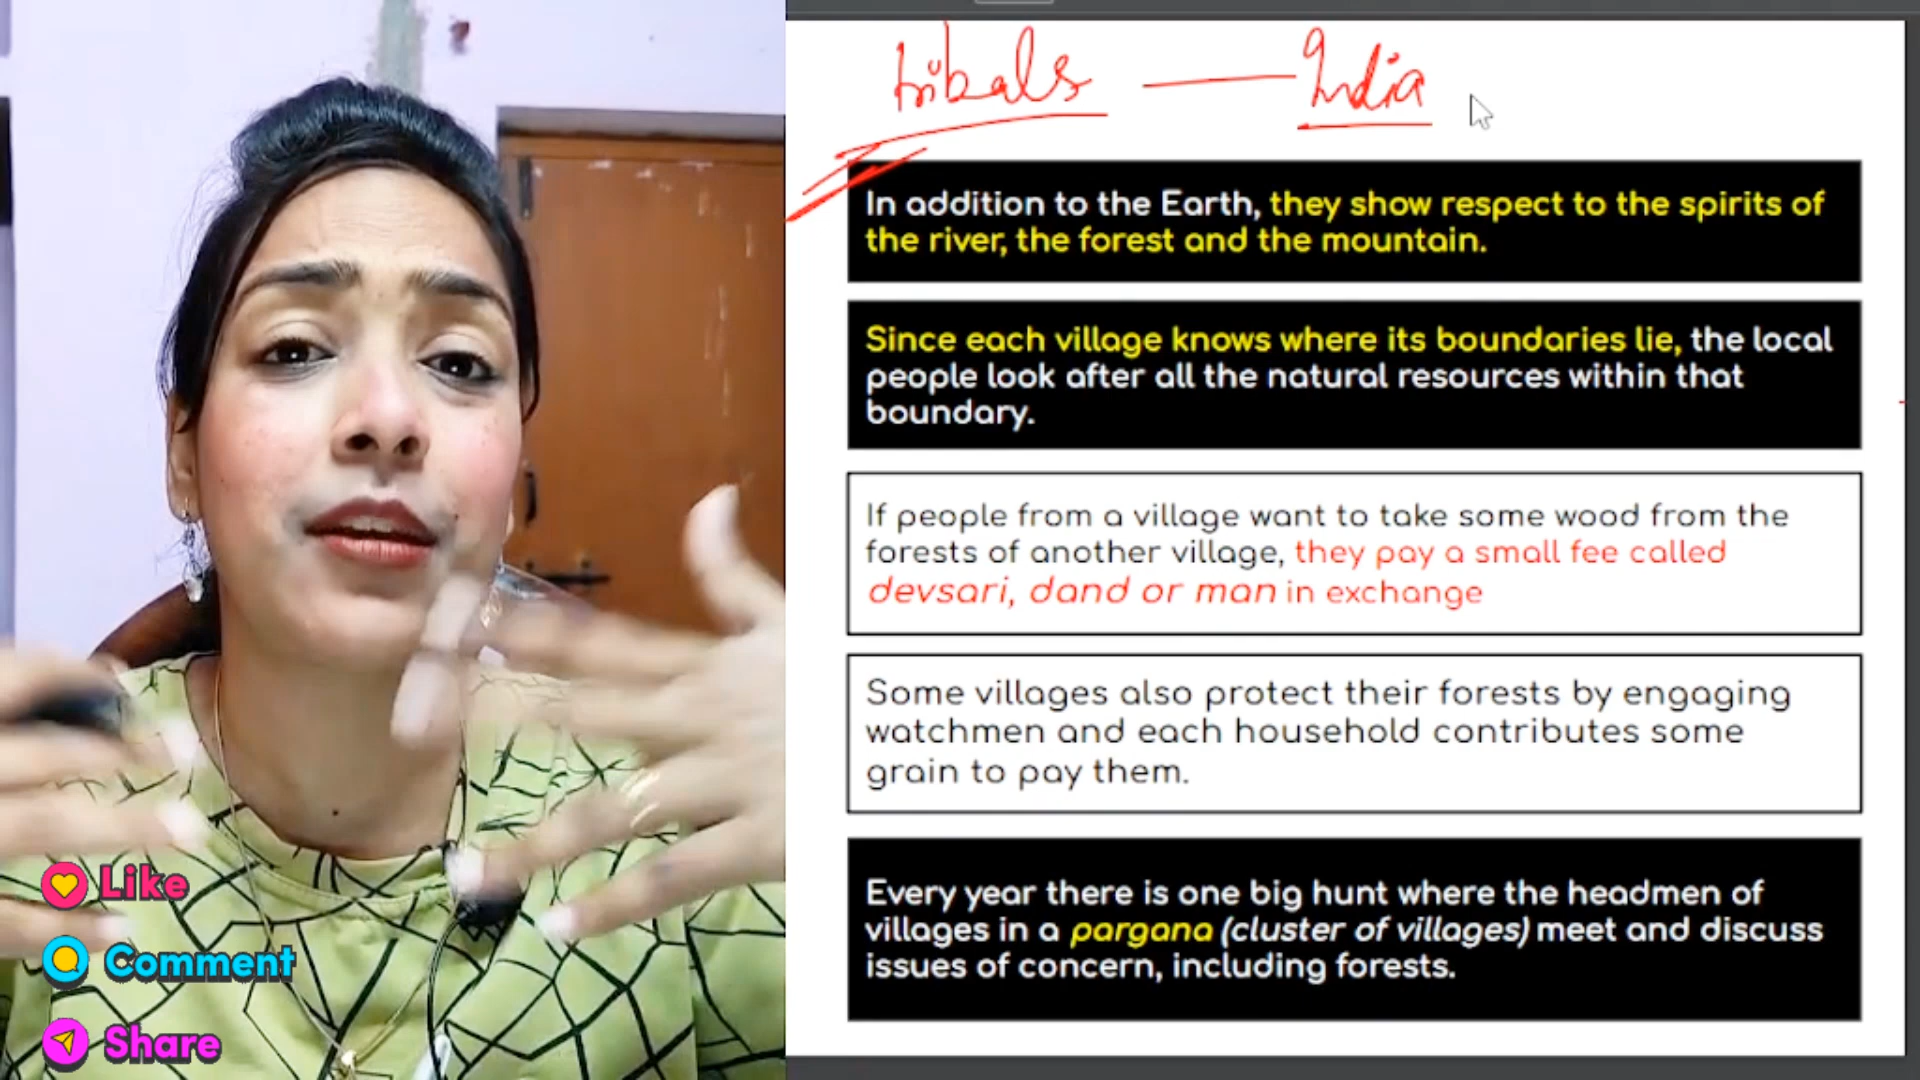 tribals — India
In addition to the Earth, they show respect to the spirits of
the river, the forest and the mountain.
Since each village knows where its boundaries lie, the local
people look after all the natural resources within that
boundary.
If people from a village want to take some wood from the
forests of another village, they pay a small fee called
devsari, dand or man in exchange
Some villages also protect their forests by engaging
watchmen and each household contributes some
grain to pay them.
Every year there is one big hunt where the headmen of
villages in a pargana (cluster of villages) meet and discuss
issues of concern, including forests.
Like
Comment
Share